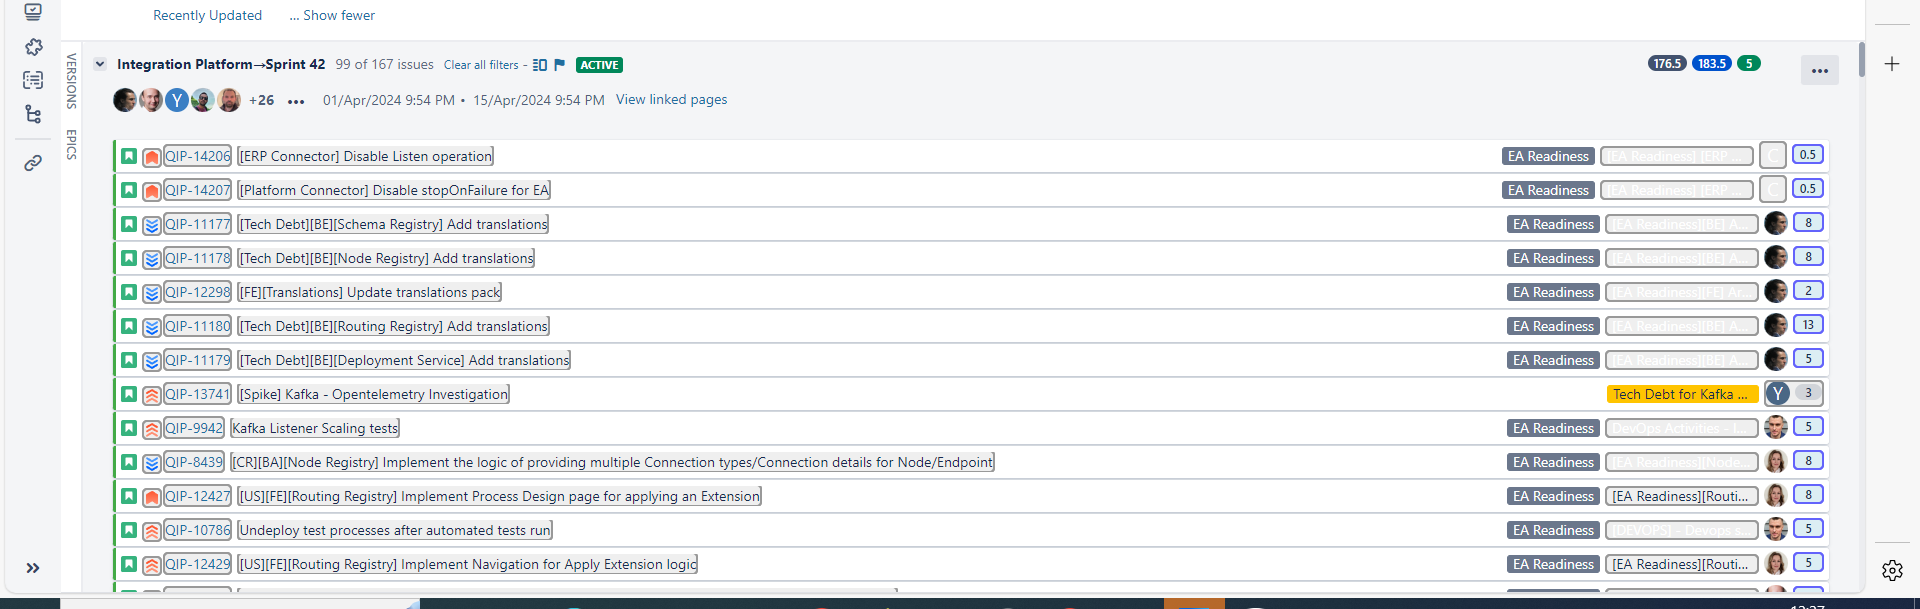 Recently Updated ... Show fewer
VERSIONS
EPICS
Integration Platform→Sprint 42 99 of 167 issues Clear all filters - ACTIVE 176.5 183.5 5
Y +26 ••• 01/Apr/2024 9:54 PM • 15/Apr/2024 9:54 PM View linked pages
QIP-14206 [ERP Connector] Disable Listen operation EA Readiness [EA Readiness] [ERP ... C 0.5
QIP-14207 [Platform Connector] Disable stopOnFailure for EA EA Readiness [EA Readiness] [ERP ... C 0.5
QIP-11177 [Tech Debt][BE][Schema Registry] Add translations EA Readiness [EA Readiness][BE] A... 8
QIP-11178 [Tech Debt][BE][Node Registry] Add translations EA Readiness [EA Readiness][BE] A... 8
QIP-12298 [FE][Translations] Update translations pack EA Readiness [EA Readiness][FE] Ar... 2
QIP-11180 [Tech Debt][BE][Routing Registry] Add translations EA Readiness [EA Readiness][BE] A... 13
QIP-11179 [Tech Debt][BE][Deployment Service] Add translations EA Readiness [EA Readiness][BE] A... 5
QIP-13741 [Spike] Kafka - Opentelemetry Investigation Tech Debt for Kafka ... Y 3
QIP-9942 Kafka Listener Scaling tests EA Readiness DevOps Activities - I... 5
QIP-8439 [CR][BA][Node Registry] Implement the logic of providing multiple Connection types/Connection details for Node/Endpoint EA Readiness [EA Readiness][Node... 8
QIP-12427 [US][FE][Routing Registry] Implement Process Design page for applying an Extension EA Readiness [EA Readiness][Routi... 8
QIP-10786 Undeploy test processes after automated tests run EA Readiness [DEVOPS] - Devops s... 5
QIP-12429 [US][FE][Routing Registry] Implement Navigation for Apply Extension logic EA Readiness [EA Readiness][Routi... 5